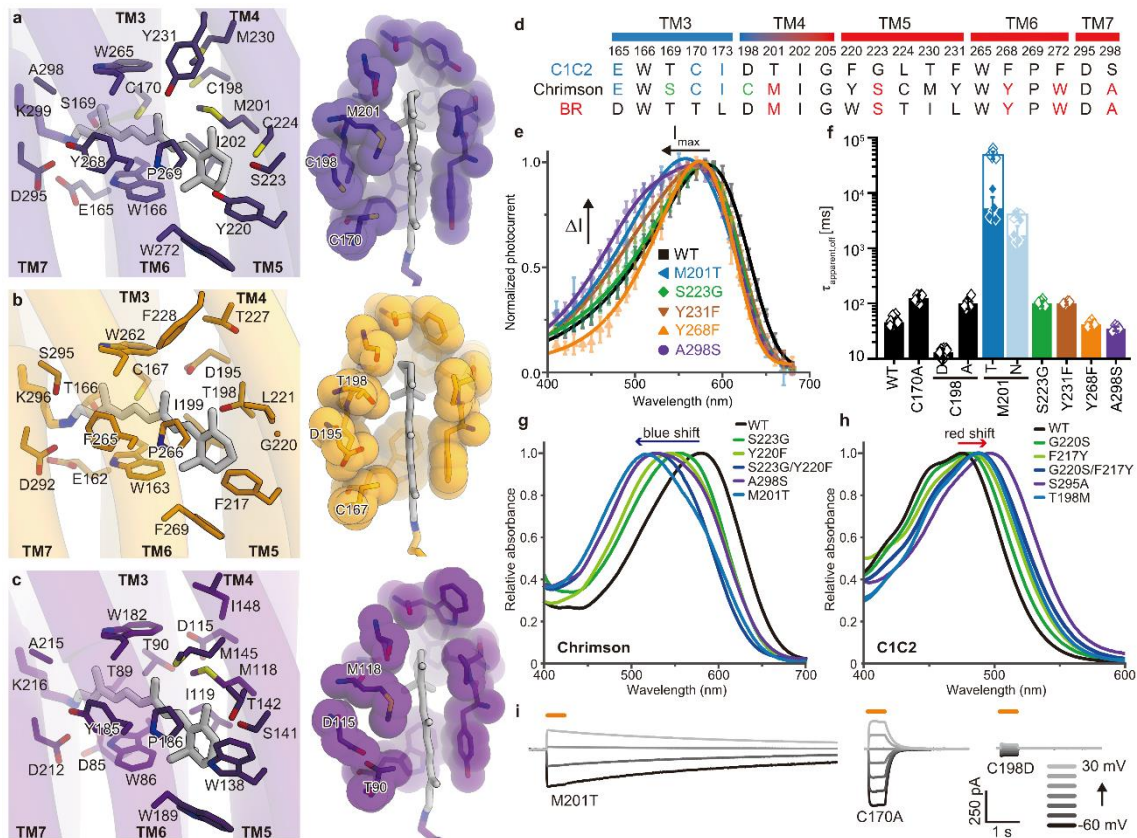 a
TM3
TM4
Y231
M230
W265
A298
C170
C198
K299
S169
M201
M201
C224
I202
Y268
P269
C198
S223
D295
E165
W166
Y220
C170
W272
TM7
TM6
TM5
b
TM3
TM4
F228
T227
W262
S295
C167
D195
T166
T198
T198
K296
I199
L221
F265
P266
G220
D195
D292
E162
W163
F217
C167
F269
TM7
TM6
TM5
c
TM3
TM4
I148
W182
D115
A215
T90
M145
T89
M118
M118
K216
I119
T142
Y185
P186
S141
D115
D212
D85
W86
W138
T90
W189
TM7
TM6
TM5
d
TM3 TM4 TM5 TM6 TM7
165 166 169 170 173 198 201 202 205 220 223 224 230 231 265 268 269 272 295 298
C1C2 E W T C I D T I G F G L T F W F P F D S
Chrimson E W S C I C M I G Y S C M Y W Y P W D A
BR D W T T L D M I G W S T I L W Y P W D A
e
I max
ΔI
Normalized photocurrent
1.0
0.5
0.0
WT
M201T
S223G
Y231F
Y268F
A298S
400 500 600 700
Wavelength (nm)
f
τ apparent,off [ms]
10⁵
10⁴
10³
10²
10
WT
C170A
D
A
C198
T
N
M201
S223G
Y231F
Y268F
A298S
g
blue shift
WT
S223G
Y220F
S223G/Y220F
A298S
M201T
Relative absorbance
1.0
0.8
0.6
0.4
0.2
0
Chrimson
400 500 600 700
Wavelength (nm)
h
red shift
WT
G220S
F217Y
G220S/F217Y
S295A
T198M
Relative absorbance
1.0
0.8
0.6
0.4
0.2
0
C1C2
400 500 600
Wavelength (nm)
i
M201T
C170A
C198D
250 pA
1 s
30 mV
-60 mV